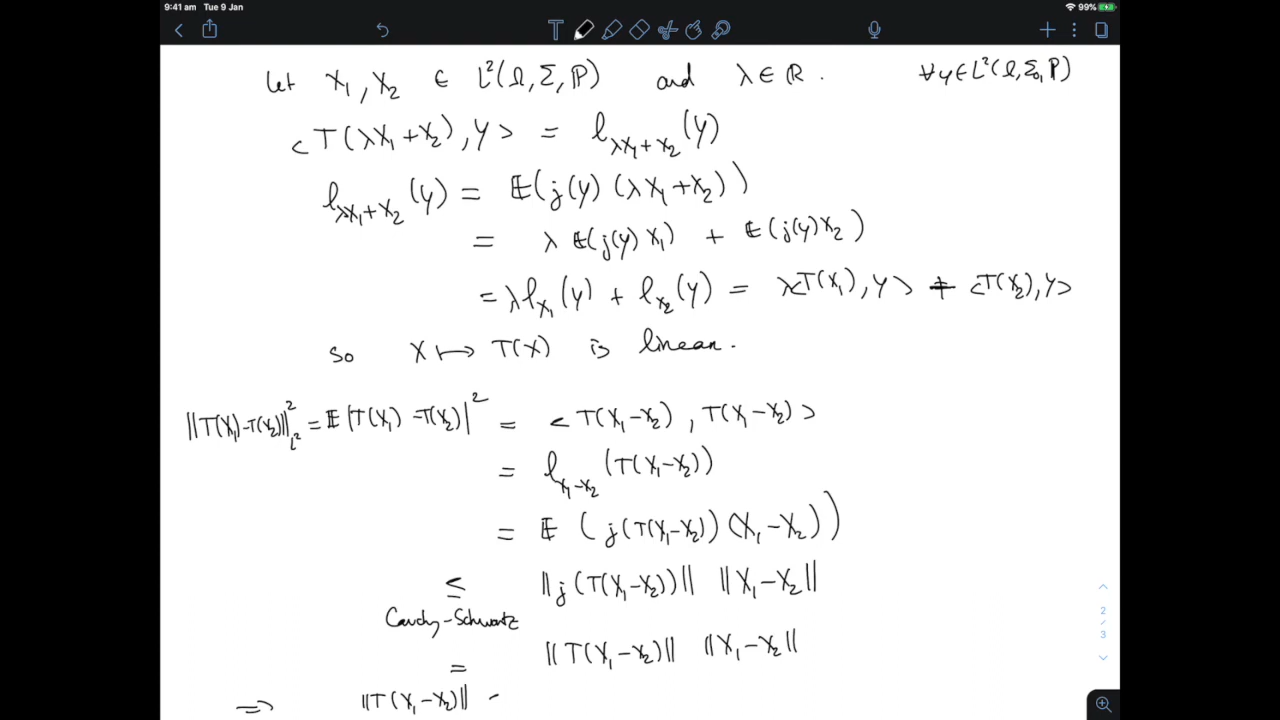 9:41 am Tue 9 Jan 99%
Let X₁, X₂ ∈ L²(Ω, Σ, ℙ) and λ ∈ ℝ. ∀ Y ∈ L²(Ω, Σ₀, ℙ)
< T(λX₁+X₂), Y > = l_{λX₁+X₂}(Y)
l_{λX₁+X₂}(Y) = 𝔼(j(Y)(λX₁+X₂))
= λ 𝔼(j(Y)X₁) + 𝔼(j(Y)X₂)
= λ l_{X₁}(Y) + l_{X₂}(Y) = λ<T(X₁), Y> + <T(X₂), Y>
So X ⟼ T(X) is linear.
||T(X₁)-T(X₂)||²_{L²} = 𝔼|T(X₁) - T(X₂)|² = < T(X₁-X₂), T(X₁-X₂) >
= l_{X₁-X₂}(T(X₁-X₂))
= 𝔼 ( j(T(X₁-X₂)) (X₁-X₂))
≤ ||j(T(X₁-X₂))|| ||X₁-X₂||
Cauchy-Schwartz
= ||T(X₁-X₂)|| ||X₁-X₂||
⇒ ||T(X₁-X₂)||
2
/
3